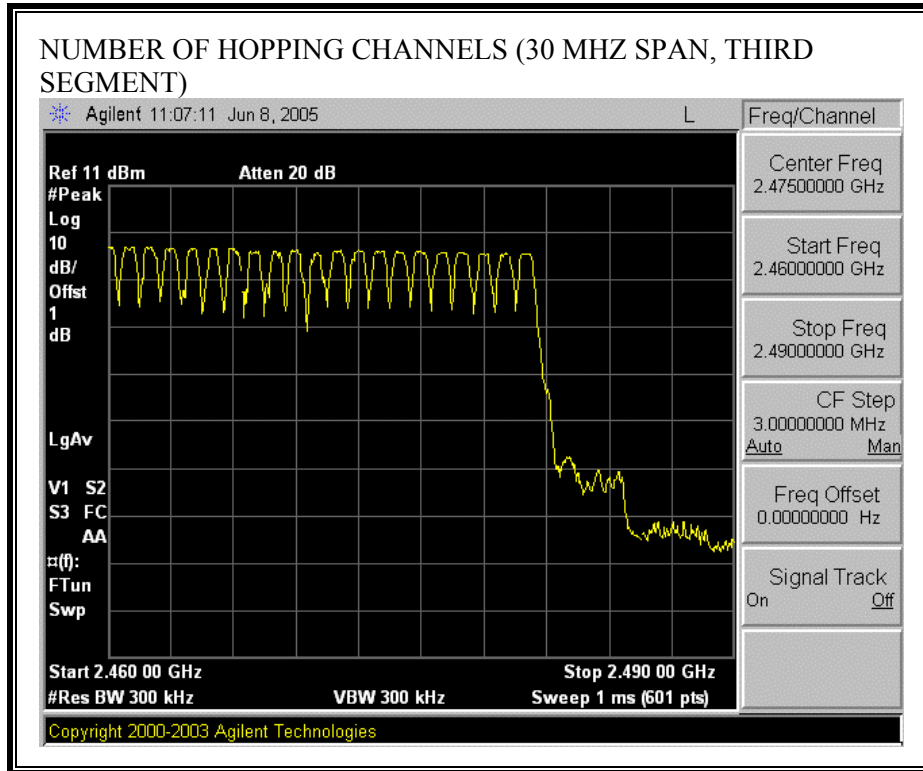 NUMBER OF HOPPING CHANNELS (30 MHZ SPAN, THIRD
SEGMENT)
Agilent 11:07:11 Jun 8, 2005 L
Ref 11 dBm Atten 20 dB
#Peak
Log
10
dB/
Offst
1
dB
LgAv
V1 S2
S3 FC
AA
¤(f):
FTun
Swp
Start 2.460 00 GHz Stop 2.490 00 GHz
#Res BW 300 kHz VBW 300 kHz Sweep 1 ms (601 pts)
Copyright 2000-2003 Agilent Technologies
Freq/Channel
Center Freq
2.47500000 GHz
Start Freq
2.46000000 GHz
Stop Freq
2.49000000 GHz
CF Step
3.00000000 MHz
Auto Man
Freq Offset
0.00000000 Hz
Signal Track
On Off